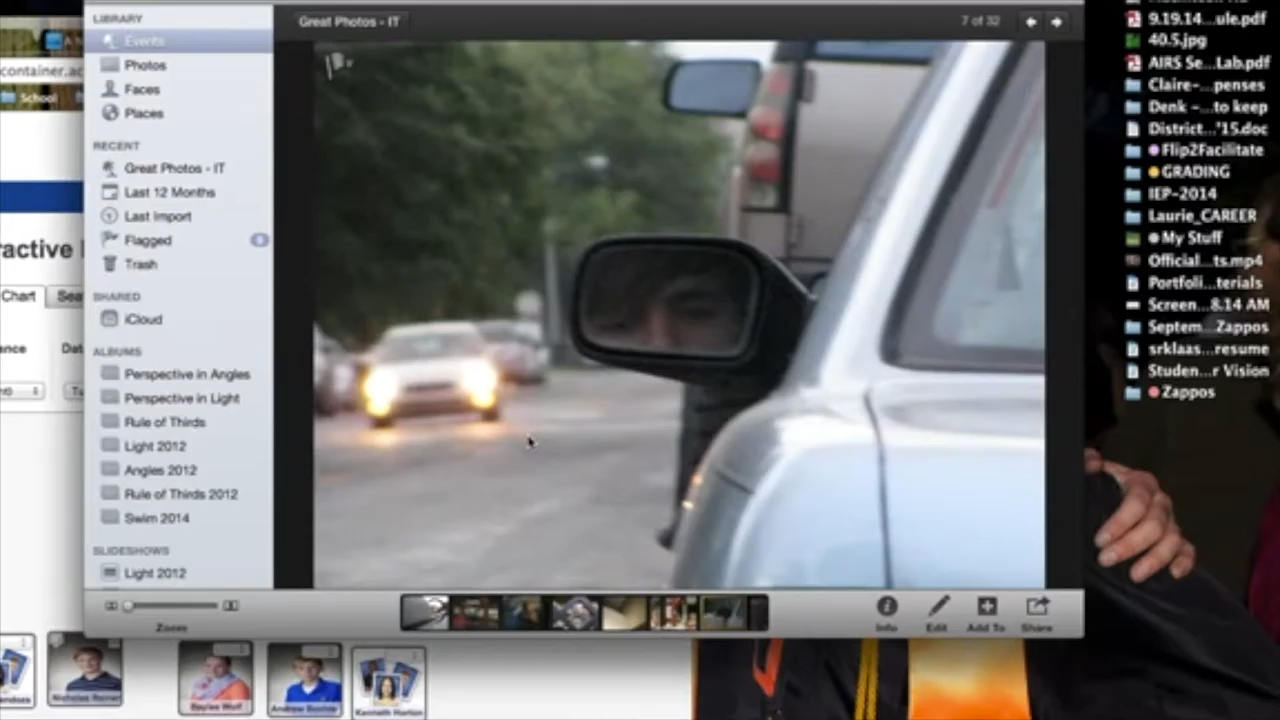 LIBRARY
Events
Photos
Faces
Places
RECENT
Great Photos - IT
Last 12 Months
Last Import
Flagged
Trash
SHARED
iCloud
ALBUMS
Perspective in Angles
Perspective in Light
Rule of Thirds
Light 2012
Angles 2012
Rule of Thirds 2012
Swim 2014
SLIDESHOWS
Light 2012
Zoom
Great Photos - IT
7 of 32
Info
Edit
Add To
Share
container.ac
School
ractive
Chart
Sea
ence
Dat
9.19.14...ule.pdf
40.5.jpg
AIRS Se...Lab.pdf
Claire-...penses
Denk -...to keep
District...'15.doc
Flip2Facilitate
GRADING
IEP-2014
Laurie_CAREER
My Stuff
Official...ts.mp4
Portfoli...terials
Screen...8.14 AM
Septem...Zappos
srklaas...resume
Studen...r Vision
Zappos
Kenneth Horton